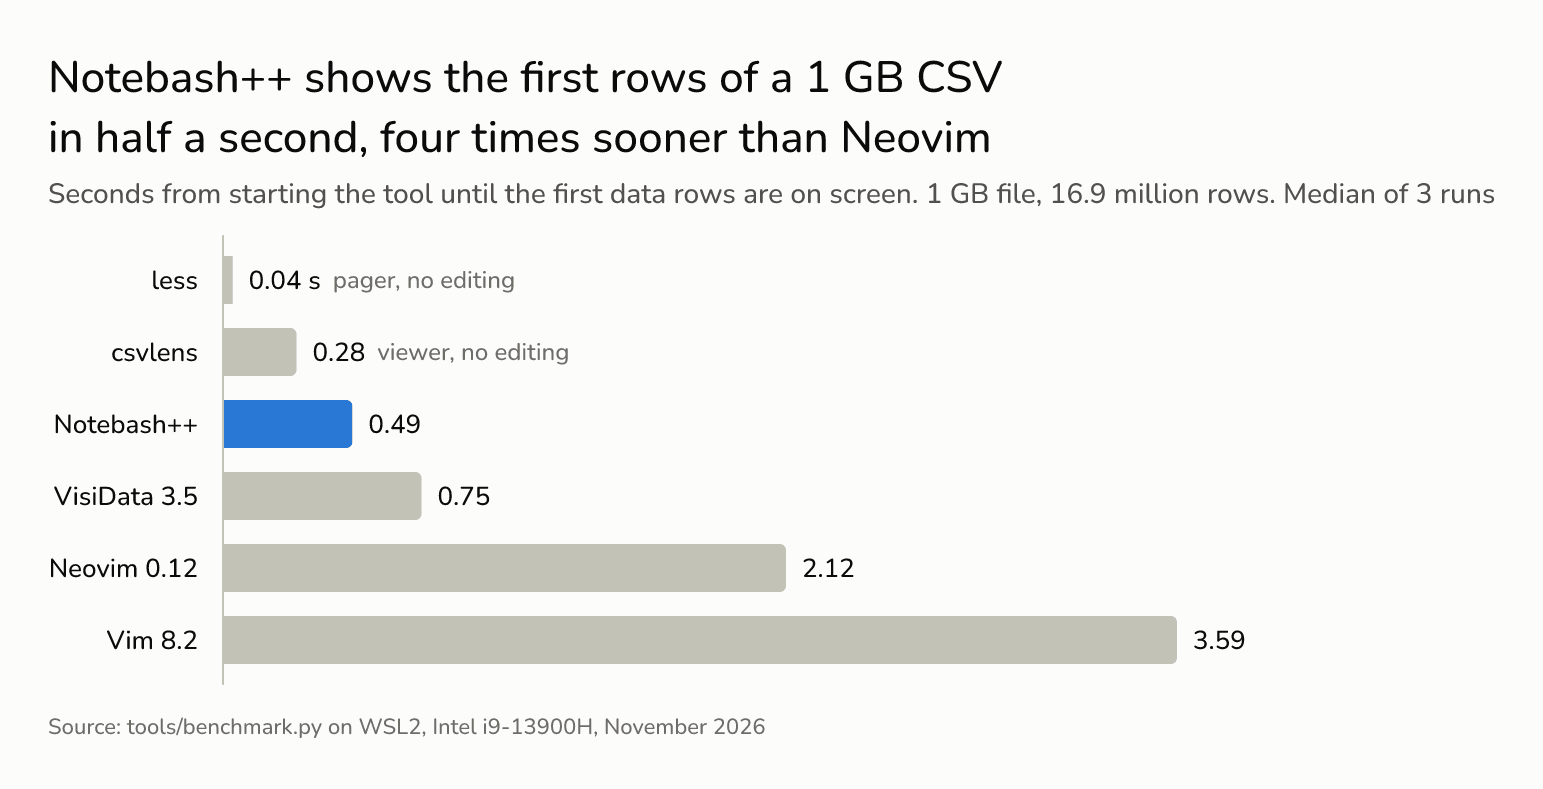 Notebash++ shows the first rows of a 1 GB CSV
in half a second, four times sooner than Neovim
Seconds from starting the tool until the first data rows are on screen. 1 GB file, 16.9 million rows. Median of 3 runs
less 0.04 s pager, no editing
csvlens 0.28 viewer, no editing
Notebash++ 0.49
VisiData 3.5 0.75
Neovim 0.12 2.12
Vim 8.2 3.59
Source: tools/benchmark.py on WSL2, Intel i9-13900H, November 2026